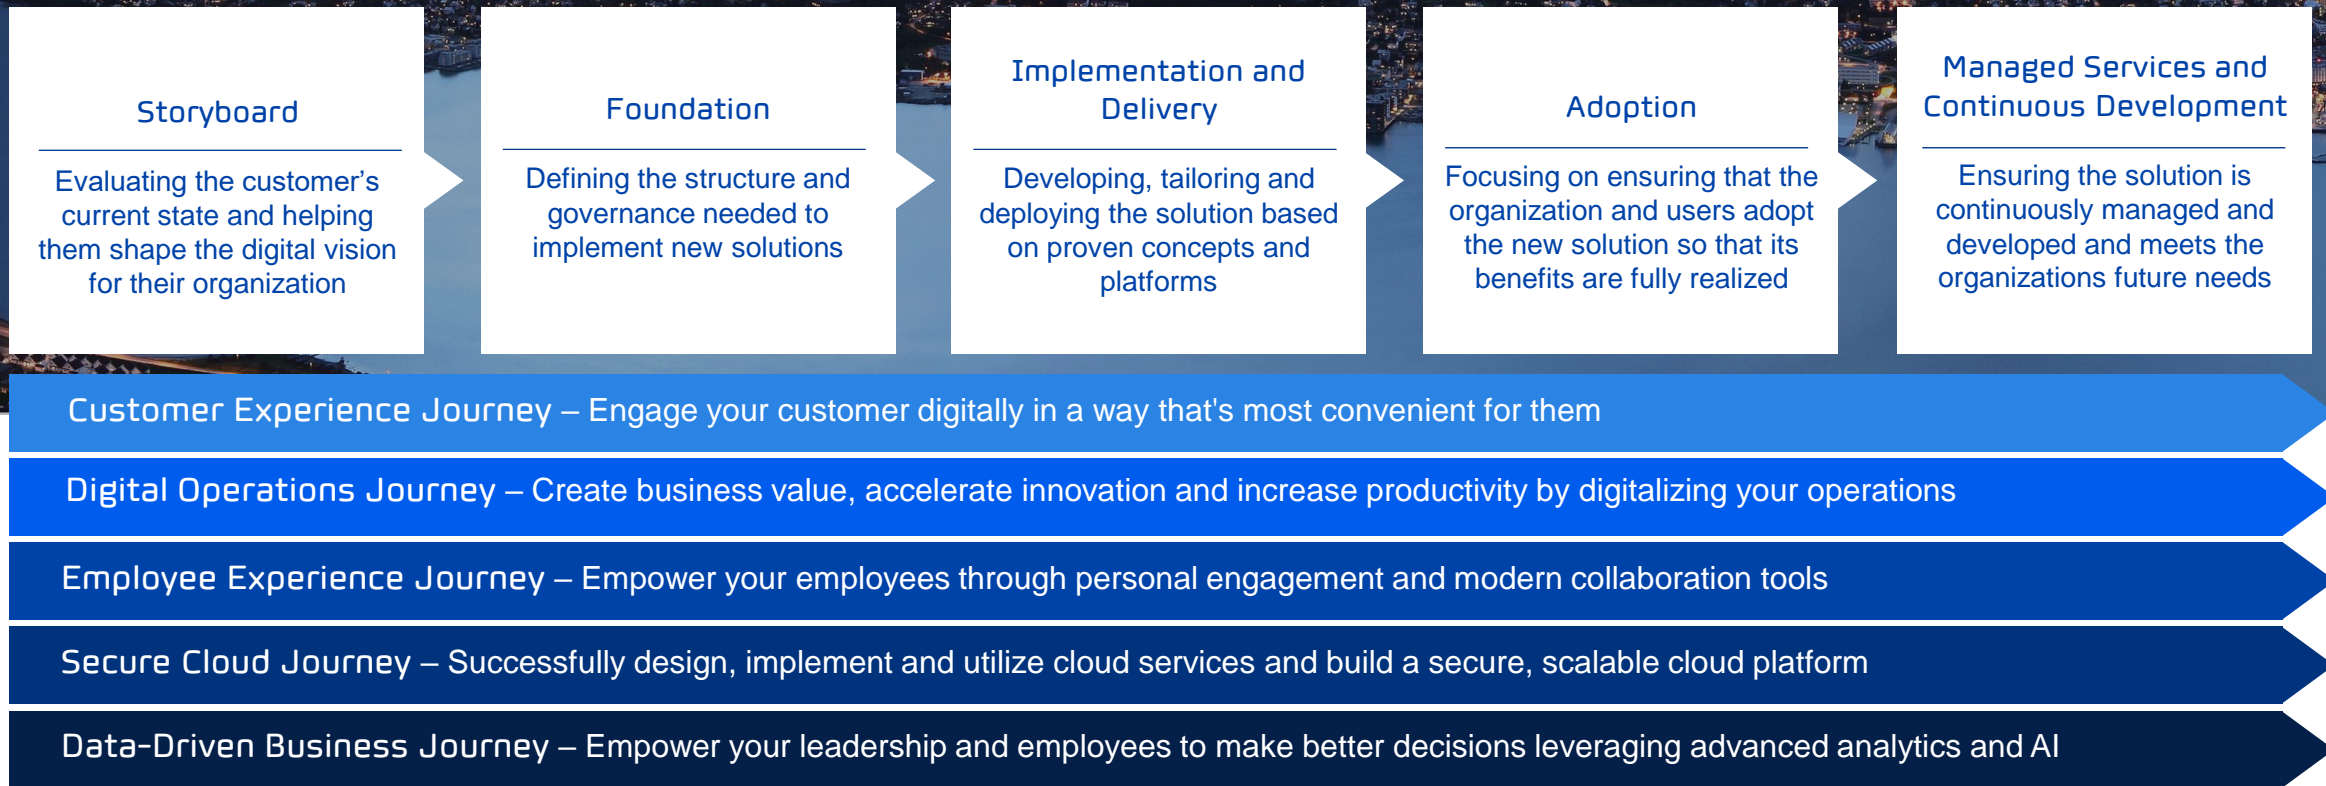 Storyboard
Evaluating the customer’s
current state and helping
them shape the digital vision
for their organization
Foundation
Defining the structure and
governance needed to
implement new solutions
Implementation and
Delivery
Developing, tailoring and
deploying the solution based
on proven concepts and
platforms
Adoption
Focusing on ensuring that the
organization and users adopt
the new solution so that its
benefits are fully realized
Managed Services and
Continuous Development
Ensuring the solution is
continuously managed and
developed and meets the
organizations future needs
Customer Experience Journey – Engage your customer digitally in a way that's most convenient for them
Digital Operations Journey – Create business value, accelerate innovation and increase productivity by digitalizing your operations
Employee Experience Journey – Empower your employees through personal engagement and modern collaboration tools
Secure Cloud Journey – Successfully design, implement and utilize cloud services and build a secure, scalable cloud platform
Data-Driven Business Journey – Empower your leadership and employees to make better decisions leveraging advanced analytics and AI